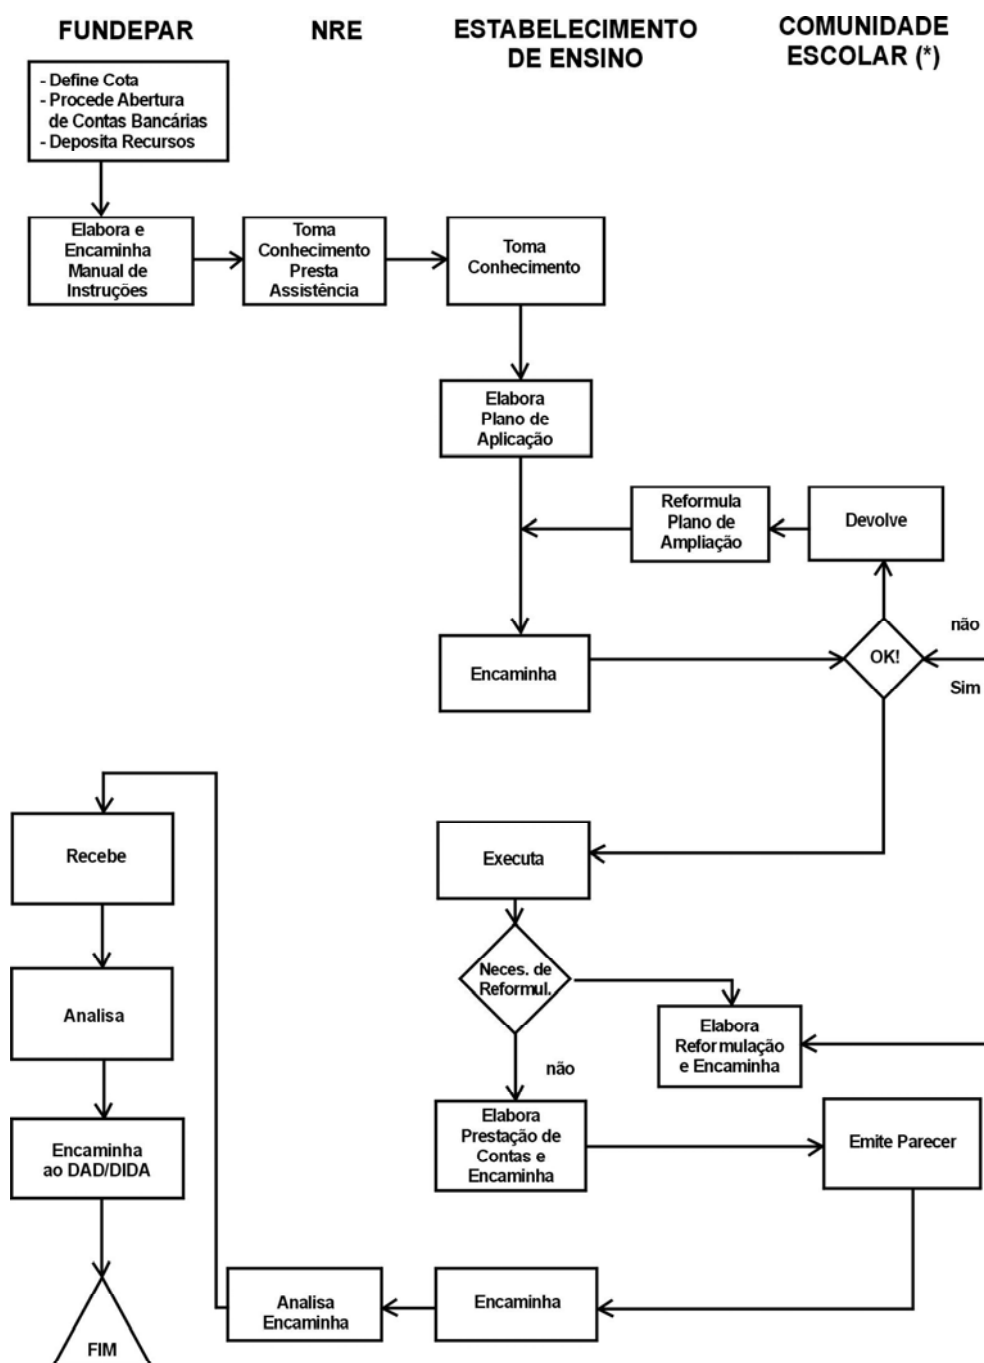 FUNDEPAR
NRE
ESTABELECIMENTO
DE ENSINO
COMUNIDADE
ESCOLAR (*)
- Define Cota
- Procede Abertura
de Contas Bancárias
- Deposita Recursos
Elabora e
Encaminha
Manual de
Instruções
Toma
Conhecimento
Presta
Assistência
Toma
Conhecimento
Elabora
Plano de
Aplicação
Reformula
Plano de
Ampliação
Devolve
não
OK!
Sim
Encaminha
Recebe
Executa
Neces. de
Reformul.
Analisa
Elabora
Reformulação
e Encaminha
não
Elabora
Prestação de
Contas e
Encaminha
Emite Parecer
Encaminha
ao DAD/DIDA
Analisa
Encaminha
Encaminha
FIM